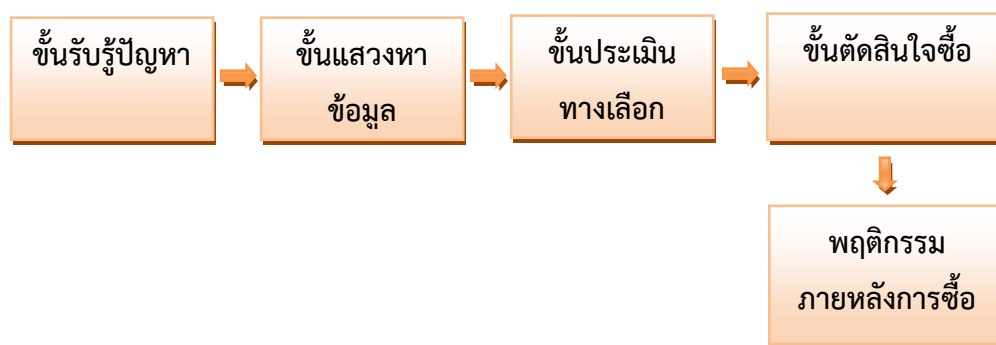 ขั้นรับรู้ปัญหา
ขั้นแสวงหา
ข้อมูล
ขั้นประเมิน
ทางเลือก
ขั้นตัดสินใจซื้อ
พฤติกรรม
ภายหลังการซื้อ